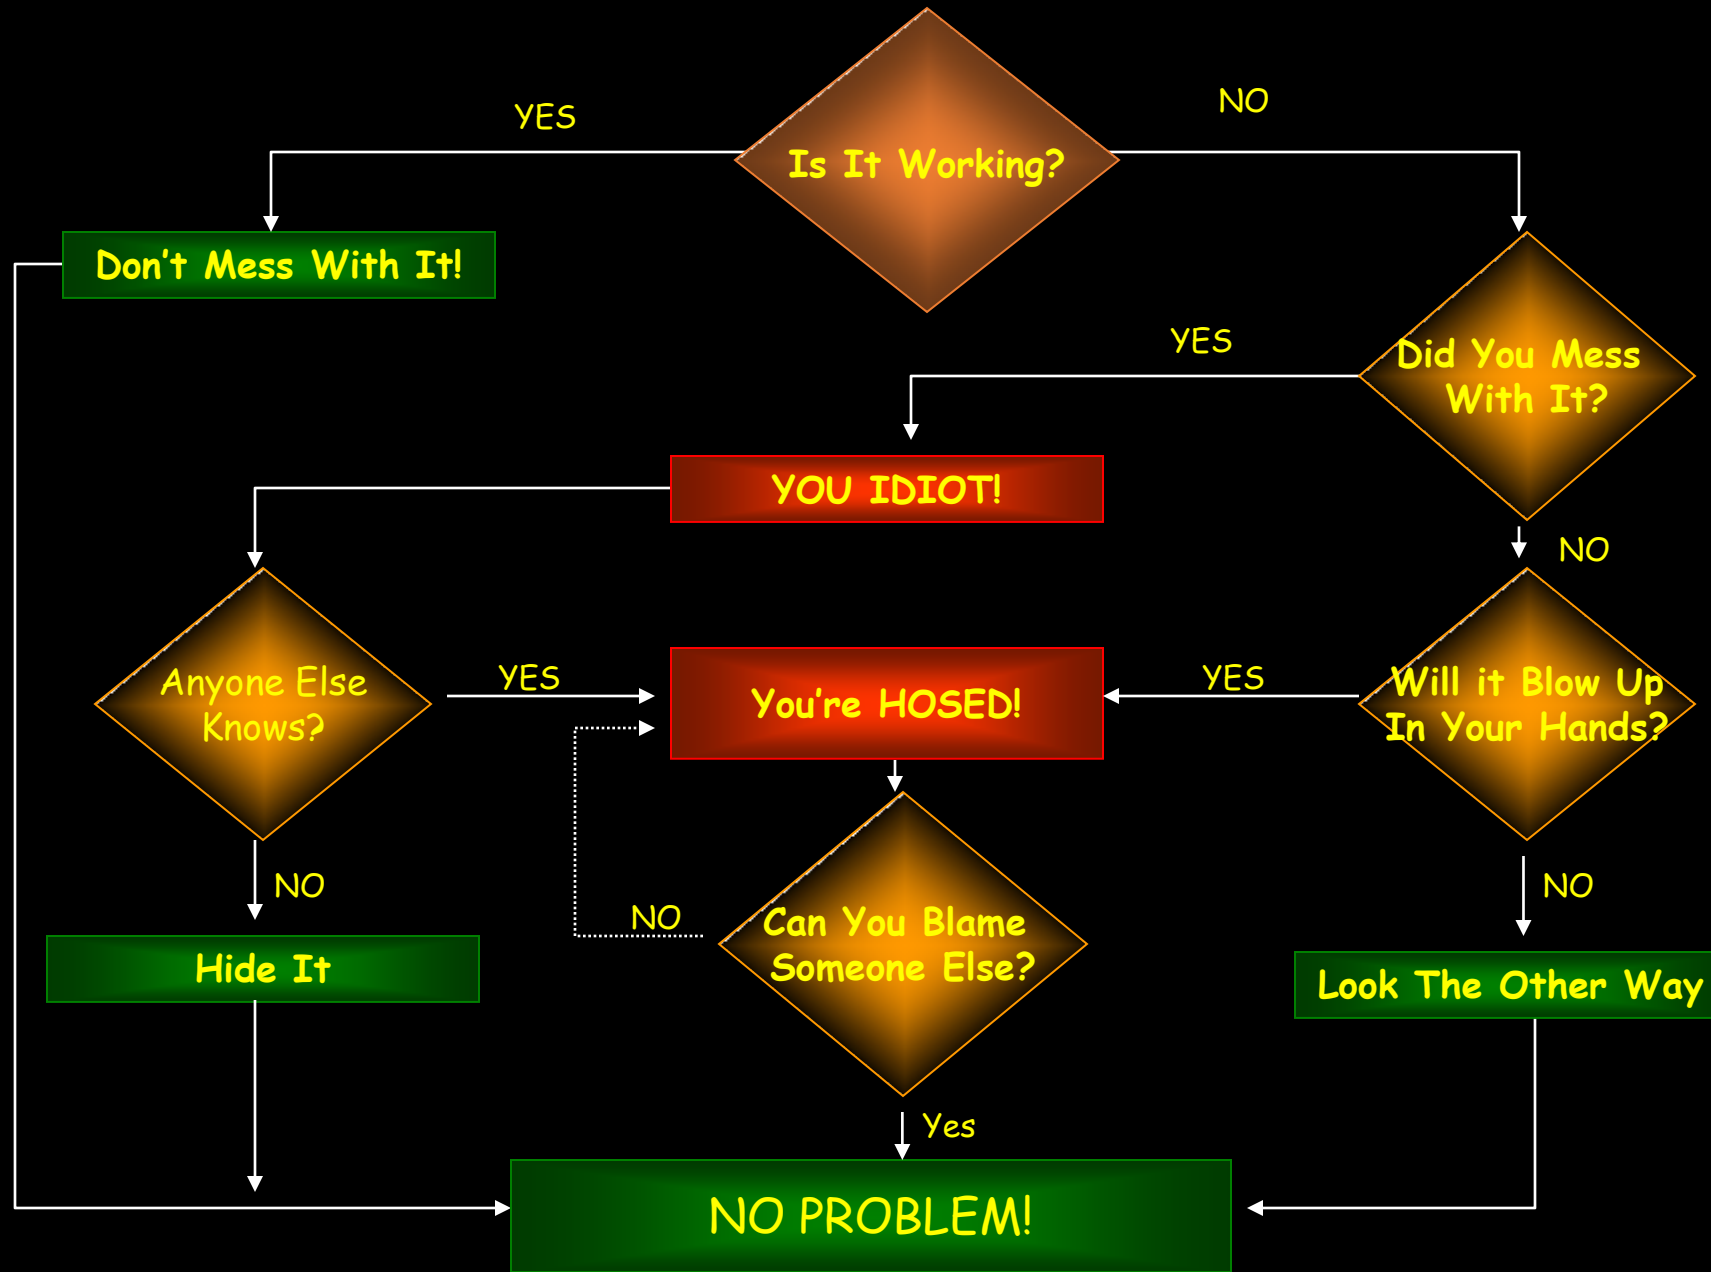 YES
NO
Is It Working?
Don't Mess With It!
YES
Did You Mess
With It?
YOU IDIOT!
NO
Anyone Else
Knows?
YES
You're HOSED!
YES
Will it Blow Up
In Your Hands?
NO
NO
Can You Blame
Someone Else?
NO
Hide It
Look The Other Way
Yes
NO PROBLEM!